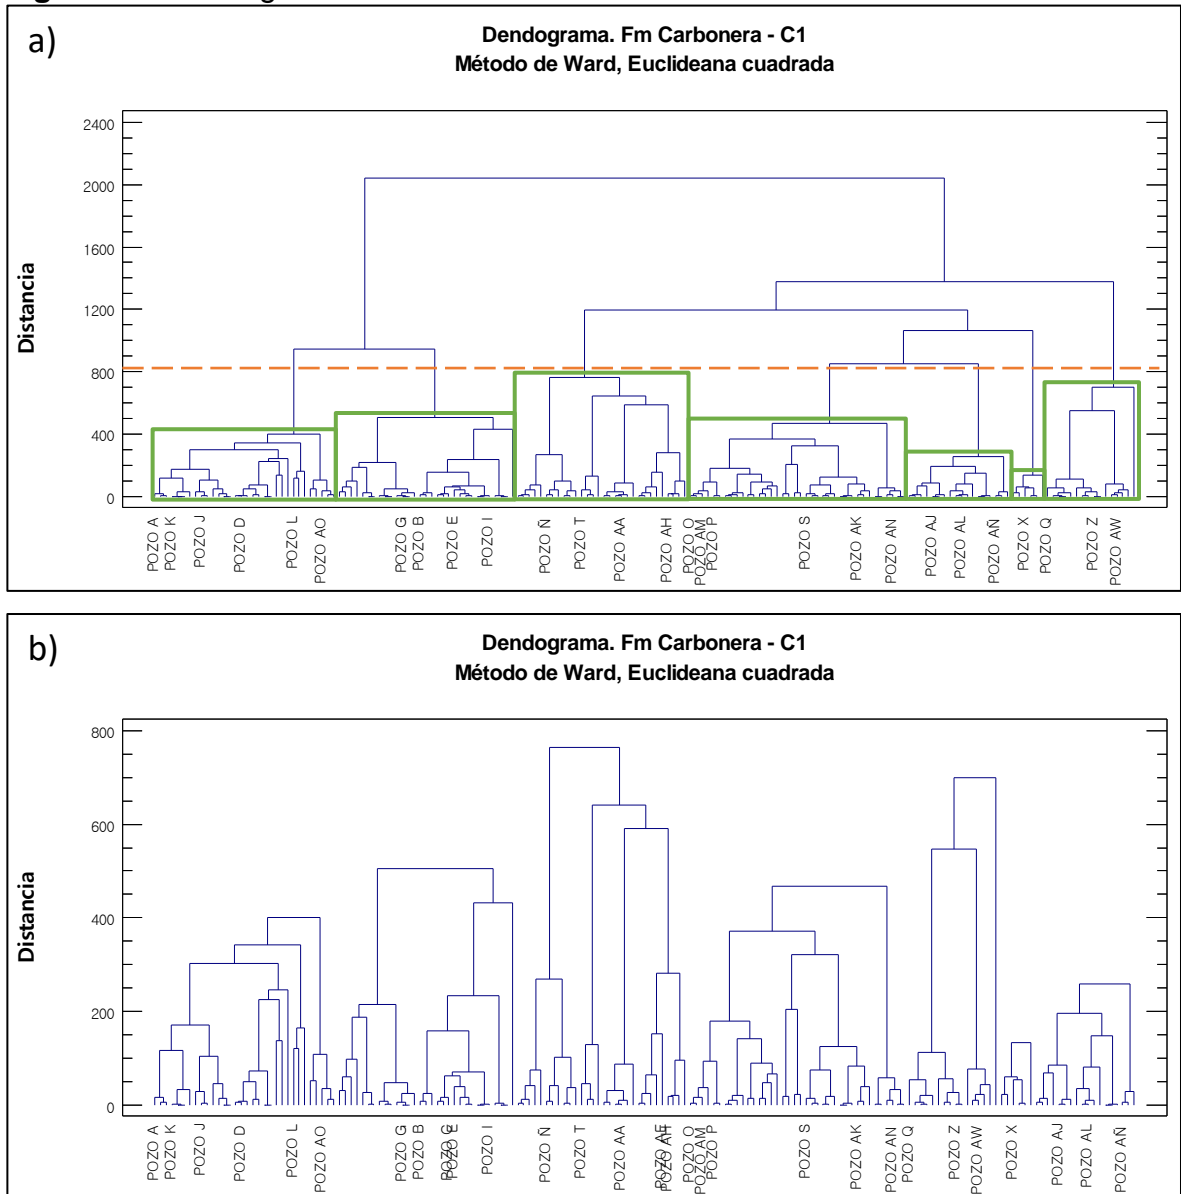 a)
Dendograma. Fm Carbonera - C1
Método de Ward, Euclideana cuadrada
Distancia
2400
2000
1600
1200
800
400
0
POZO A
POZO K
POZO J
POZO D
POZO L
POZO AO
POZO G
POZO B
POZO E
POZO I
POZO Ñ
POZO T
POZO AA
POZO AH
POZO O
POZO AM
POZO P
POZO S
POZO AK
POZO AN
POZO AJ
POZO AL
POZO AÑ
POZO X
POZO Q
POZO Z
POZO AW
b)
Dendograma. Fm Carbonera - C1
Método de Ward, Euclideana cuadrada
Distancia
800
600
400
200
0
POZO A
POZO K
POZO J
POZO D
POZO L
POZO AO
POZO G
POZO B
POZO E
POZO I
POZO Ñ
POZO T
POZO AA
POZO AH
POZO O
POZO AM
POZO P
POZO S
POZO AK
POZO AN
POZO Q
POZO Z
POZO AW
POZO X
POZO AJ
POZO AL
POZO AÑ